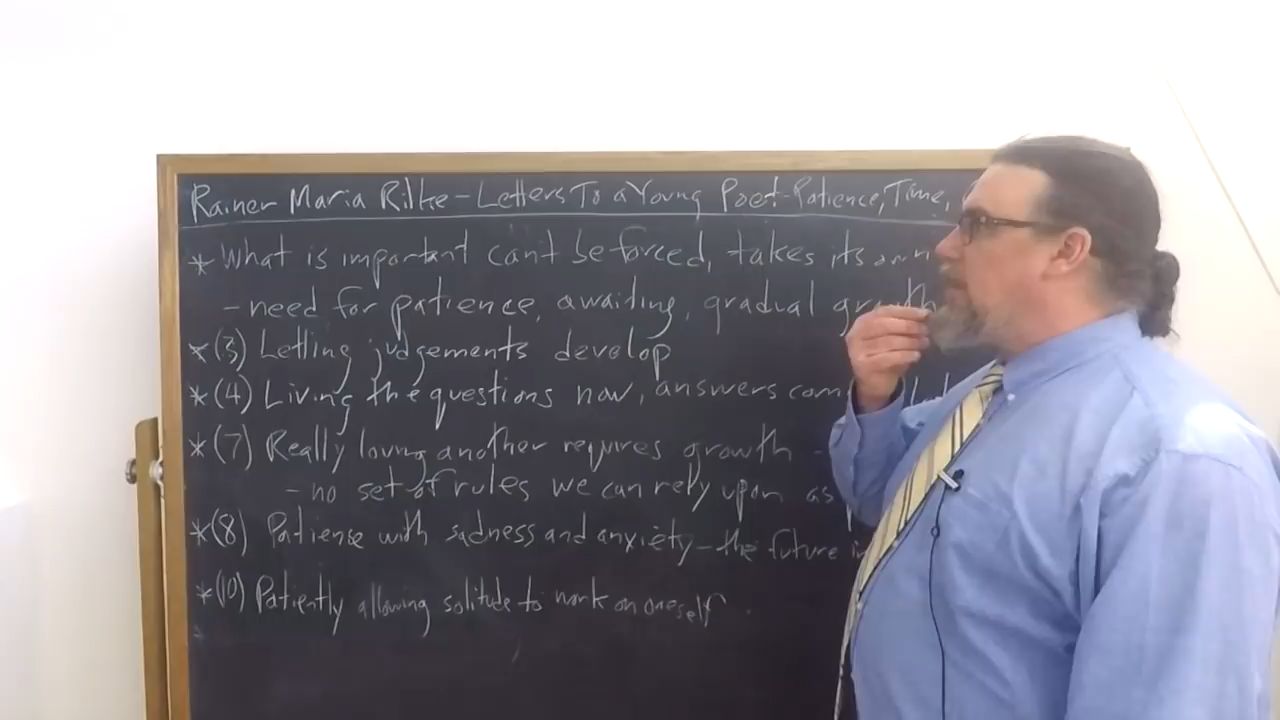 Rainer Maria Rilke - Letters To a Young Poet - Patience, Time,
* What is important can't be forced, takes its own
- need for patience, awaiting, gradual growth
* (3) Letting judgements develop
* (4) Living the questions now, answers com
* (7) Really loving another requires growth -
- no set of rules we can rely upon as
* (8) Patiense with sadness and anxiety - the future
* (10) Patiently allowing solitude to work on oneself